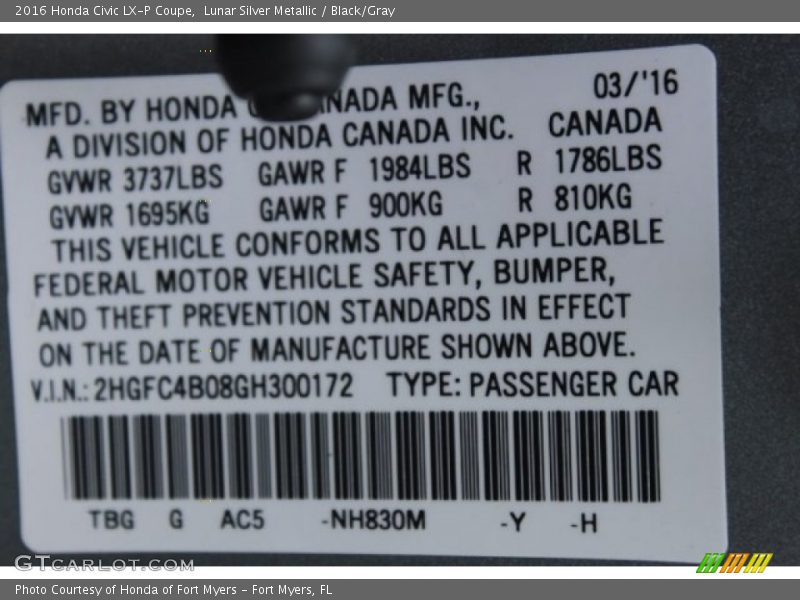 2016 Honda Civic LX-P Coupe,  Lunar Silver Metallic / Black/Gray
03/'16
MFD. BY HONDA CANADA MFG.,
A DIVISION OF HONDA CANADA INC. CANADA
GVWR 3737LBS GAWR F 1984LBS R 1786LBS
GVWR 1695KG GAWR F 900KG R 810KG
THIS VEHICLE CONFORMS TO ALL APPLICABLE
FEDERAL MOTOR VEHICLE SAFETY, BUMPER,
AND THEFT PREVENTION STANDARDS IN EFFECT
ON THE DATE OF MANUFACTURE SHOWN ABOVE.
V.I.N.: 2HGFC4B08GH300172 TYPE: PASSENGER CAR
TBG G AC5 -NH830M -Y -H
GTCARLOT.COM
Photo Courtesy of Honda of Fort Myers - Fort Myers, FL